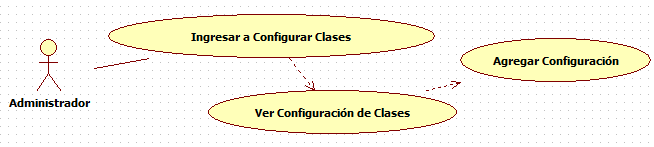 Ingresar a Configurar Clases
Agregar Configuración
Administrador
Ver Configuración de Clases